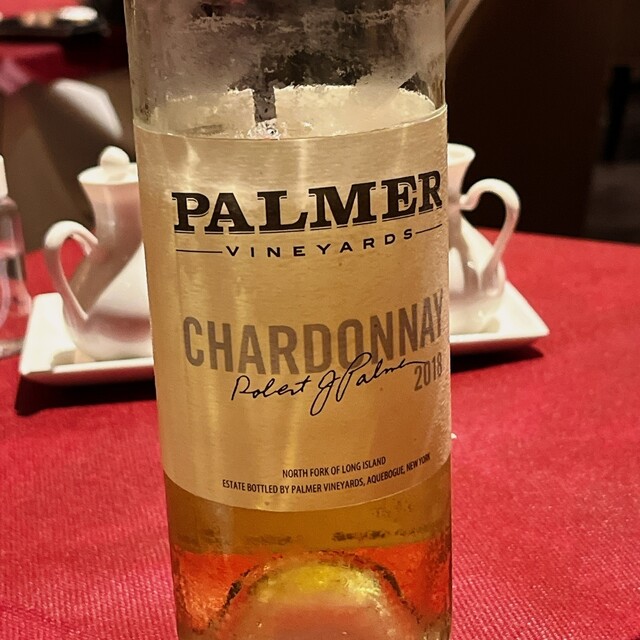 PALMER
VINEYARDS
CHARDONNAY
Robert J Palmer
2018
NORTH FORK OF LONG ISLAND
ESTATE BOTTLED BY PALMER VINEYARDS, AQUEBOGUE, NEW YORK